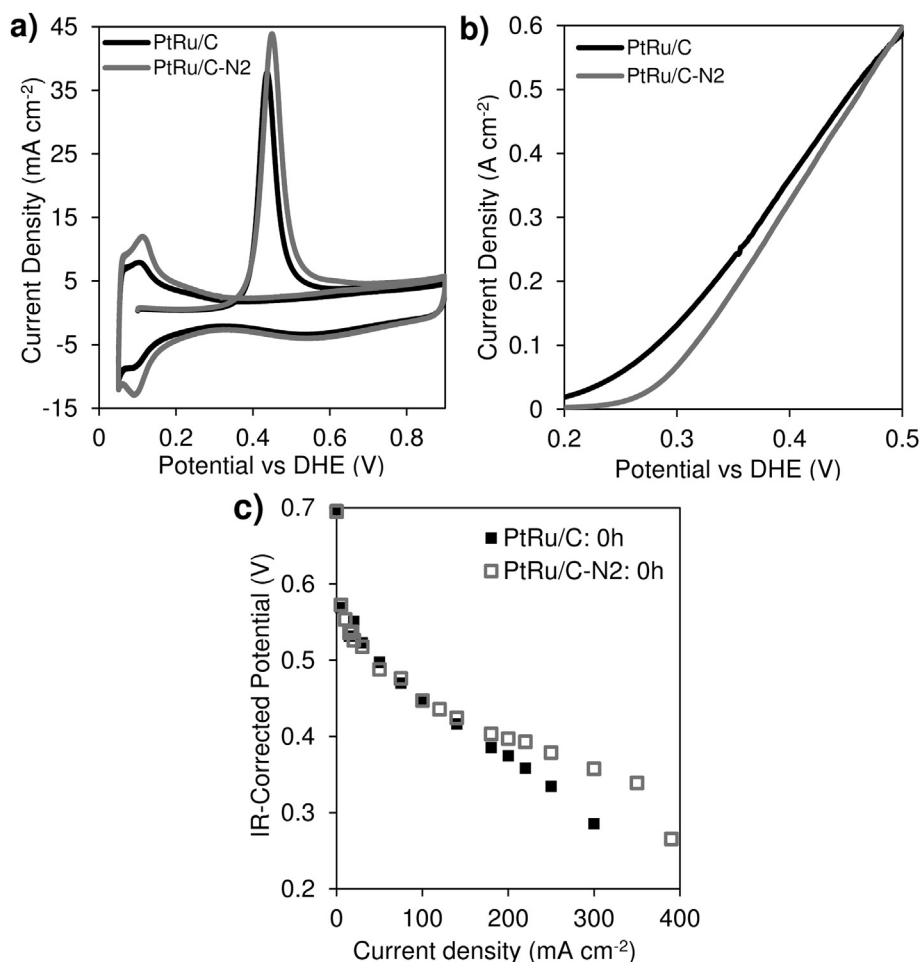 a)
PtRu/C
PtRu/C-N2
45
35
25
15
5
-5
-15
0
0.2
0.4
0.6
0.8
Current Density (mA cm⁻²)
Potential vs DHE (V)
b)
PtRu/C
PtRu/C-N2
0.6
0.5
0.4
0.3
0.2
0.1
0
0.2
0.3
0.4
0.5
Current Density (A cm⁻²)
Potential vs DHE (V)
c)
PtRu/C: 0h
PtRu/C-N2: 0h
0.7
0.6
0.5
0.4
0.3
0.2
0
100
200
300
400
IR-Corrected Potential (V)
Current density (mA cm⁻²)